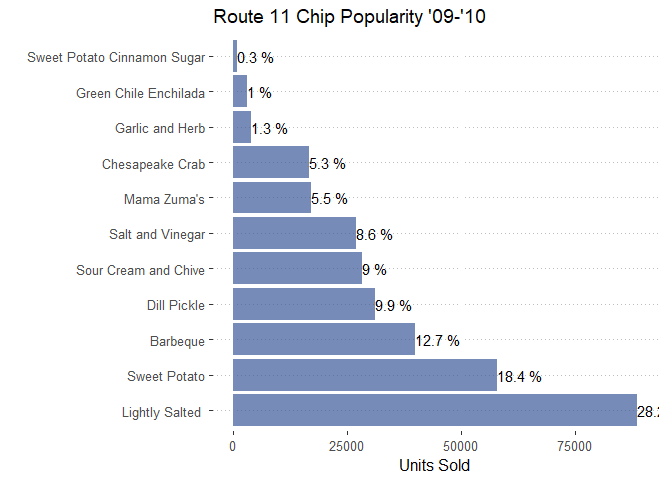 Route 11 Chip Popularity '09-'10
Sweet Potato Cinnamon Sugar 0.3 %
Green Chile Enchilada 1 %
Garlic and Herb 1.3 %
Chesapeake Crab 5.3 %
Mama Zuma's 5.5 %
Salt and Vinegar 8.6 %
Sour Cream and Chive 9 %
Dill Pickle 9.9 %
Barbeque 12.7 %
Sweet Potato 18.4 %
Lightly Salted
0 25000 50000 75000
Units Sold